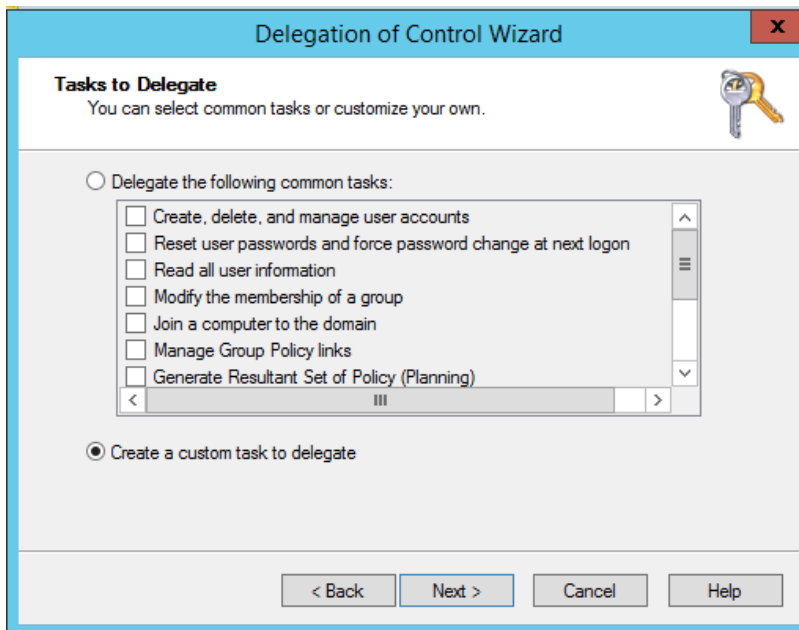 Delegation of Control Wizard
x
Tasks to Delegate
You can select common tasks or customize your own.
Delegate the following common tasks:
Create, delete, and manage user accounts
Reset user passwords and force password change at next logon
Read all user information
Modify the membership of a group
Join a computer to the domain
Manage Group Policy links
Generate Resultant Set of Policy (Planning)
Create a custom task to delegate
< Back Next > Cancel Help